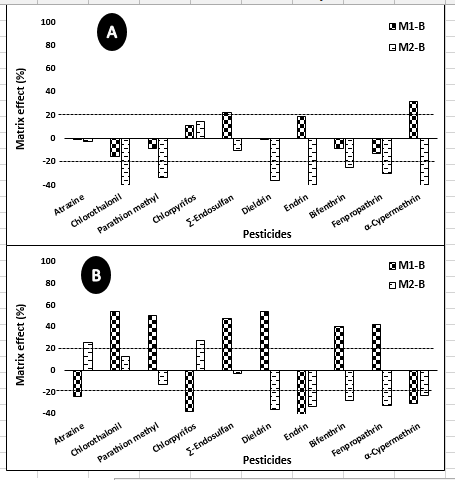 A
M1-B
M2-B
Matrix effect (%)
100
80
60
40
20
0
-20
-40
Atrazine
Chlorothalonil
Parathion methyl
Chlorpyrifos
∑-Endosulfan
Dieldrin
Endrin
Bifenthrin
Fenpropathrin
α-Cypermethrin
Pesticides
B
M1-B
M2-B
Matrix effect (%)
100
80
60
40
20
0
-20
-40
Atrazine
Chlorothalonil
Parathion methyl
Chlorpyrifos
∑-Endosulfan
Dieldrin
Endrin
Bifenthrin
Fenpropathrin
α-Cypermethrin
Pesticides